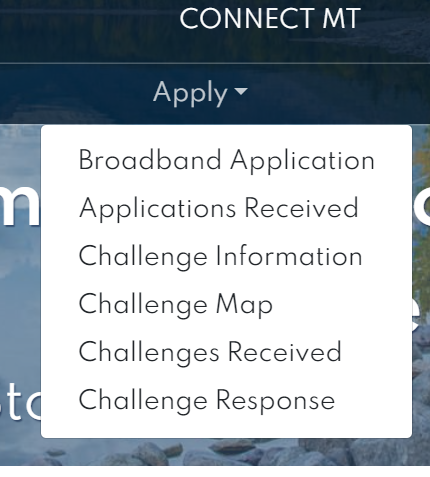 CONNECT MT
Apply
Broadband Application
Applications Received
Challenge Information
Challenge Map
Challenges Received
Challenge Response